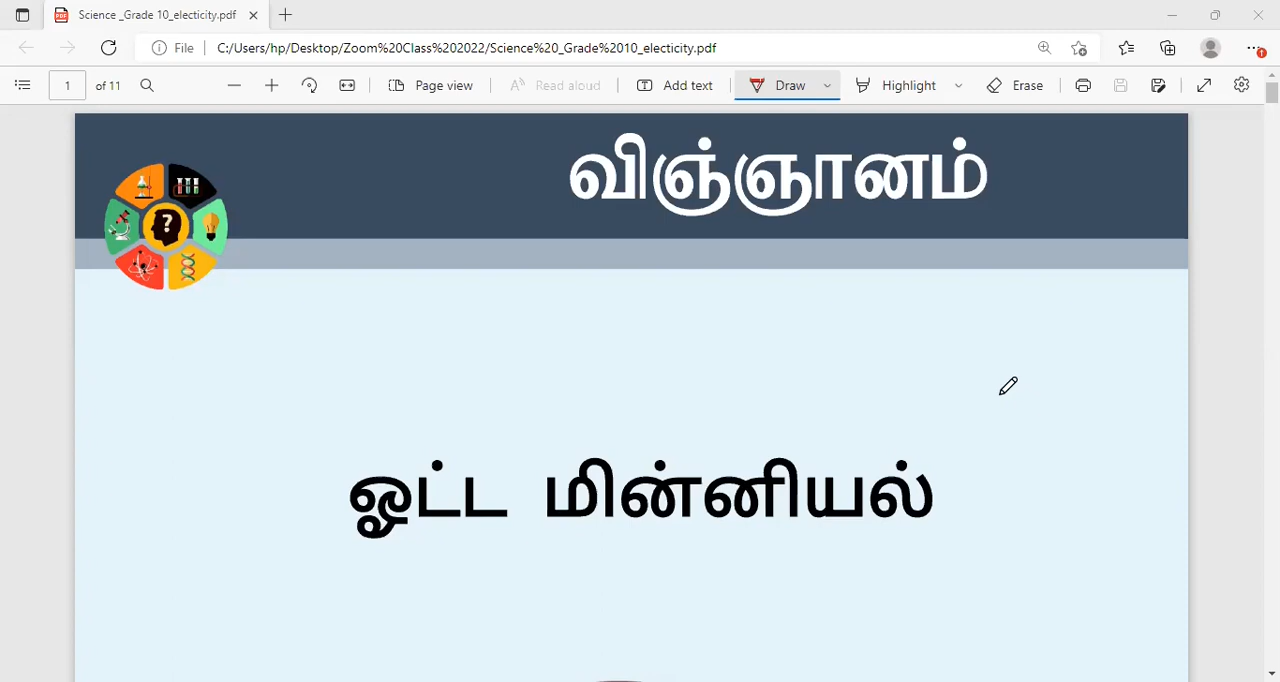 Science _Grade 10_electicity.pdf
File C:/Users/hp/Desktop/Zoom%20Class%202022/Science%20_Grade%2010_electicity.pdf
1 of 11 Page view Read aloud Add text Draw Highlight Erase
விஞ்ஞானம்
?
ஓட்ட மின்னியல்